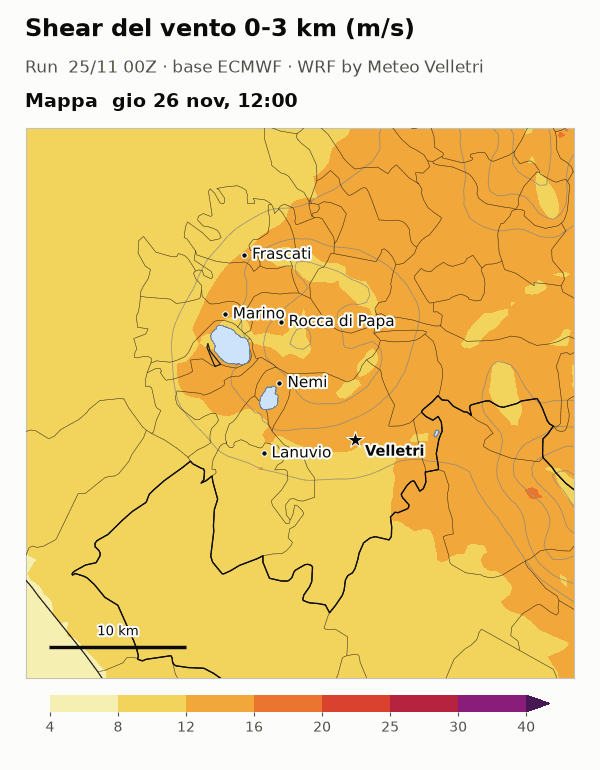 Shear del vento 0-3 km (m/s)
Run  25/11 00Z · base ECMWF · WRF by Meteo Velletri
Mappa  gio 26 nov, 12:00
Frascati
Marino
Rocca di Papa
Nemi
Velletri
Lanuvio
10 km
4 8 12 16 20 25 30 40